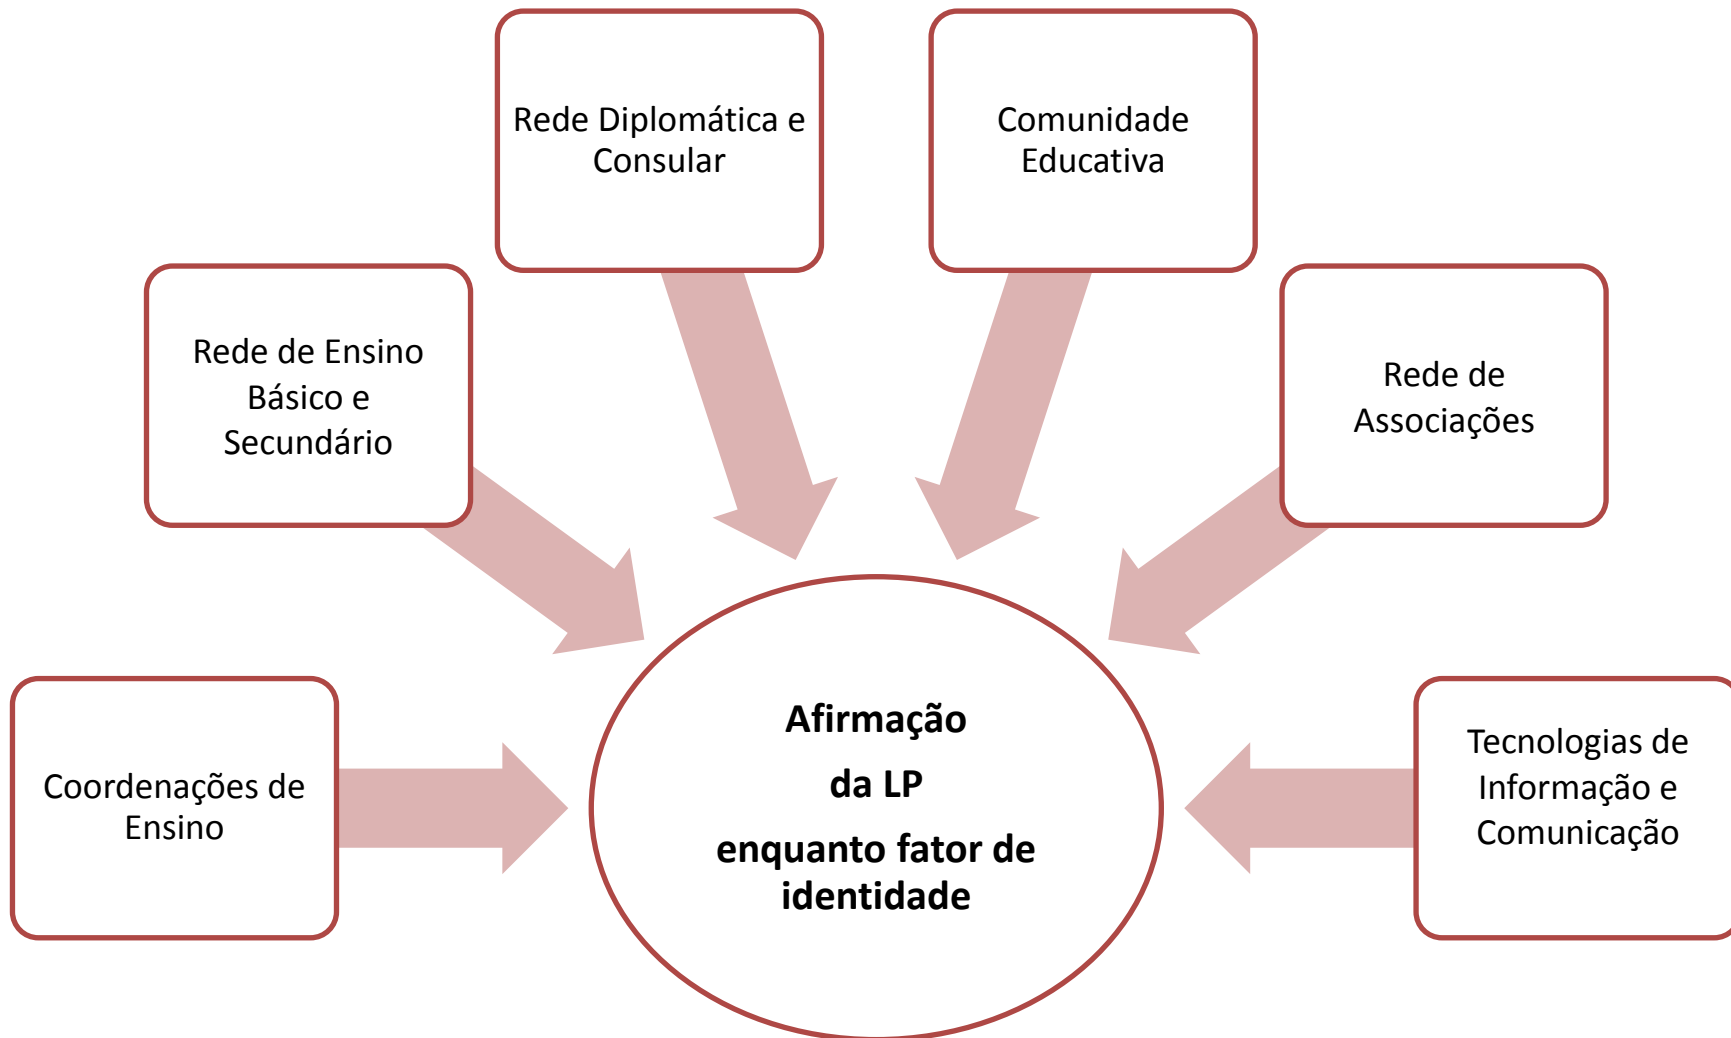 Rede Diplomática e
Consular
Comunidade
Educativa
Rede de Ensino
Básico e
Secundário
Rede de
Associações
Coordenações de
Ensino
Tecnologias de
Informação e
Comunicação
Afirmação
da LP
enquanto fator de
identidade